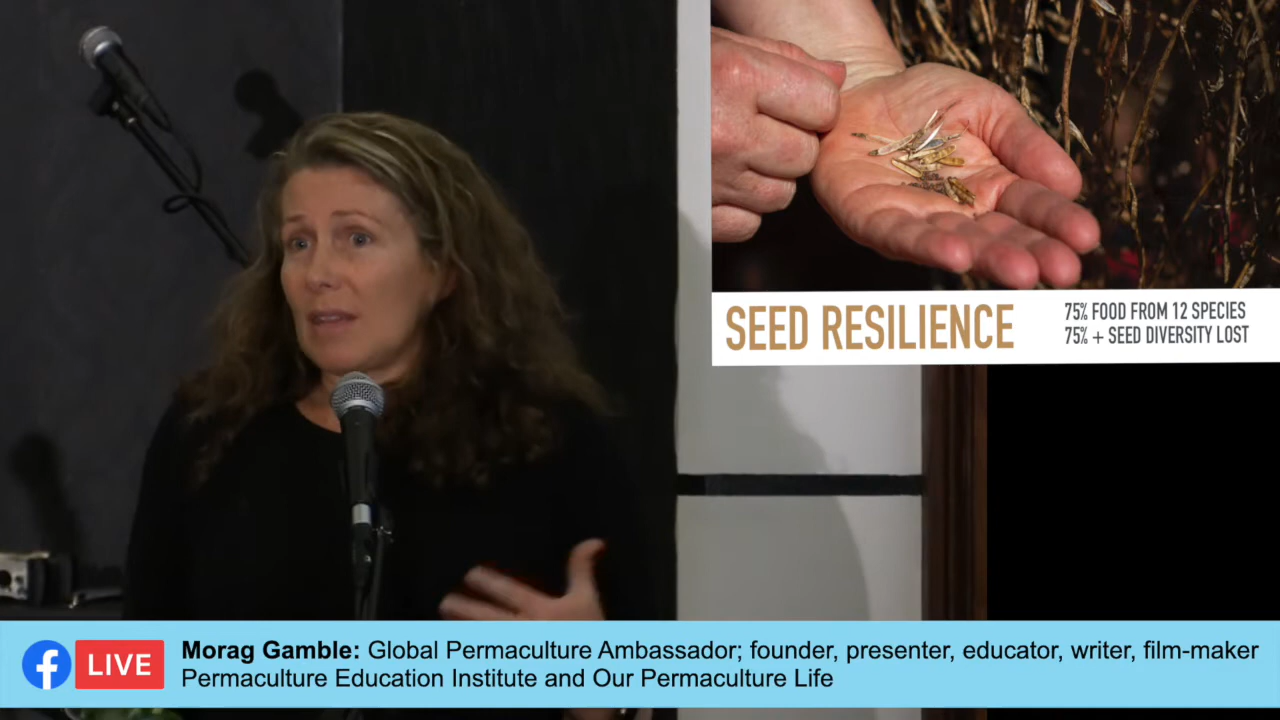 SEED RESILIENCE
75% FOOD FROM 12 SPECIES
75% + SEED DIVERSITY LOST
f LIVE Morag Gamble: Global Permaculture Ambassador; founder, presenter, educator, writer, film-maker
Permaculture Education Institute and Our Permaculture Life